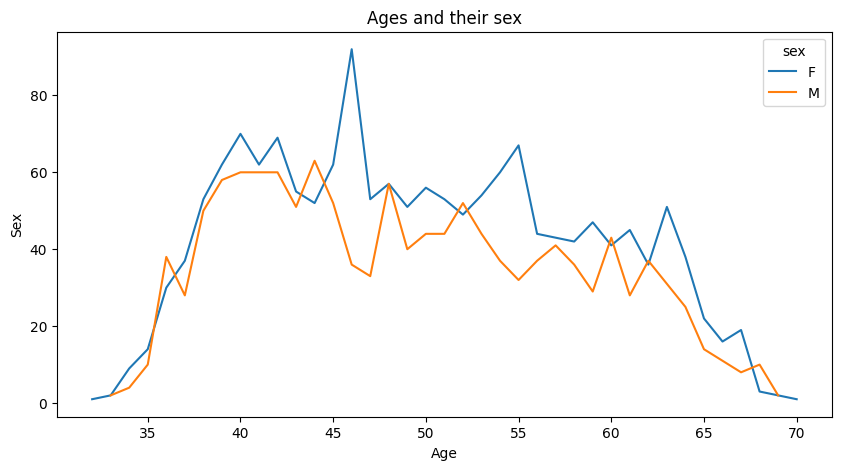 Ages and their sex
sex
F
M
Sex
80
60
40
20
0
35 40 45 50 55 60 65 70
Age